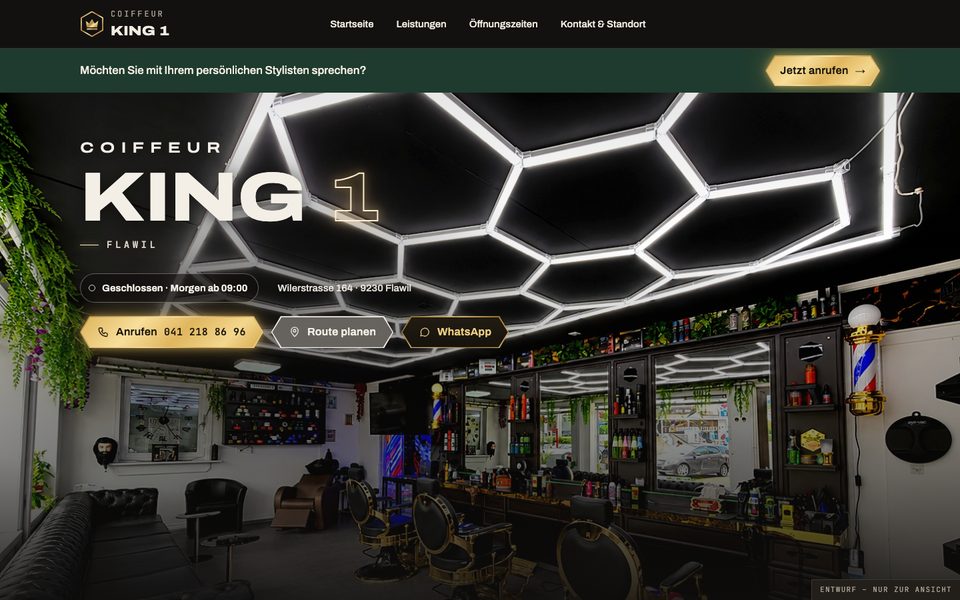 COIFFEUR
KING 1
Startseite
Leistungen
Öffnungszeiten
Kontakt & Standort
Möchten Sie mit Ihrem persönlichen Stylisten sprechen?
Jetzt anrufen →
COIFFEUR
KING 1
FLAWIL
Geschlossen · Morgen ab 09:00
Wilerstrasse 164 · 9230 Flawil
Anrufen 041 218 86 96
Route planen
WhatsApp
ENTWURF – NUR ZUR ANSICHT